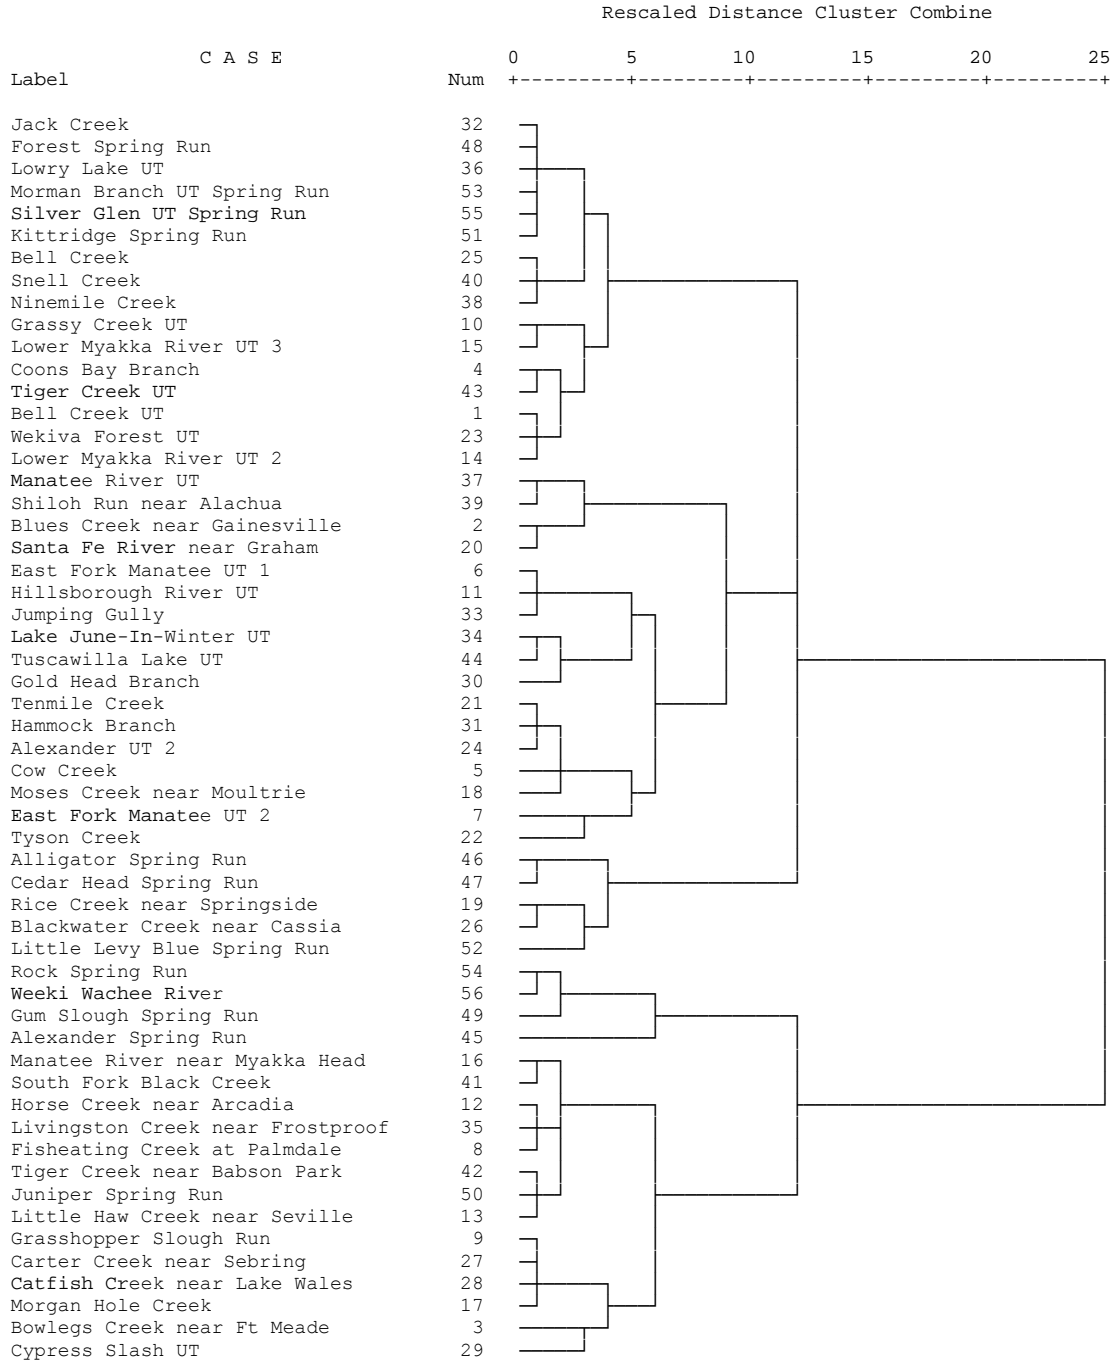 Rescaled Distance Cluster Combine
C A S E 0 5 10 15 20 25
Label Num +---------+---------+---------+---------+---------+
Jack Creek 32
Forest Spring Run 48
Lowry Lake UT 36
Morman Branch UT Spring Run 53
Silver Glen UT Spring Run 55
Kittridge Spring Run 51
Bell Creek 25
Snell Creek 40
Ninemile Creek 38
Grassy Creek UT 10
Lower Myakka River UT 3 15
Coons Bay Branch 4
Tiger Creek UT 43
Bell Creek UT 1
Wekiva Forest UT 23
Lower Myakka River UT 2 14
Manatee River UT 37
Shiloh Run near Alachua 39
Blues Creek near Gainesville 2
Santa Fe River near Graham 20
East Fork Manatee UT 1 6
Hillsborough River UT 11
Jumping Gully 33
Lake June-In-Winter UT 34
Tuscawilla Lake UT 44
Gold Head Branch 30
Tenmile Creek 21
Hammock Branch 31
Alexander UT 2 24
Cow Creek 5
Moses Creek near Moultrie 18
East Fork Manatee UT 2 7
Tyson Creek 22
Alligator Spring Run 46
Cedar Head Spring Run 47
Rice Creek near Springside 19
Blackwater Creek near Cassia 26
Little Levy Blue Spring Run 52
Rock Spring Run 54
Weeki Wachee River 56
Gum Slough Spring Run 49
Alexander Spring Run 45
Manatee River near Myakka Head 16
South Fork Black Creek 41
Horse Creek near Arcadia 12
Livingston Creek near Frostproof 35
Fisheating Creek at Palmdale 8
Tiger Creek near Babson Park 42
Juniper Spring Run 50
Little Haw Creek near Seville 13
Grasshopper Slough Run 9
Carter Creek near Sebring 27
Catfish Creek near Lake Wales 28
Morgan Hole Creek 17
Bowlegs Creek near Ft Meade 3
Cypress Slash UT 29